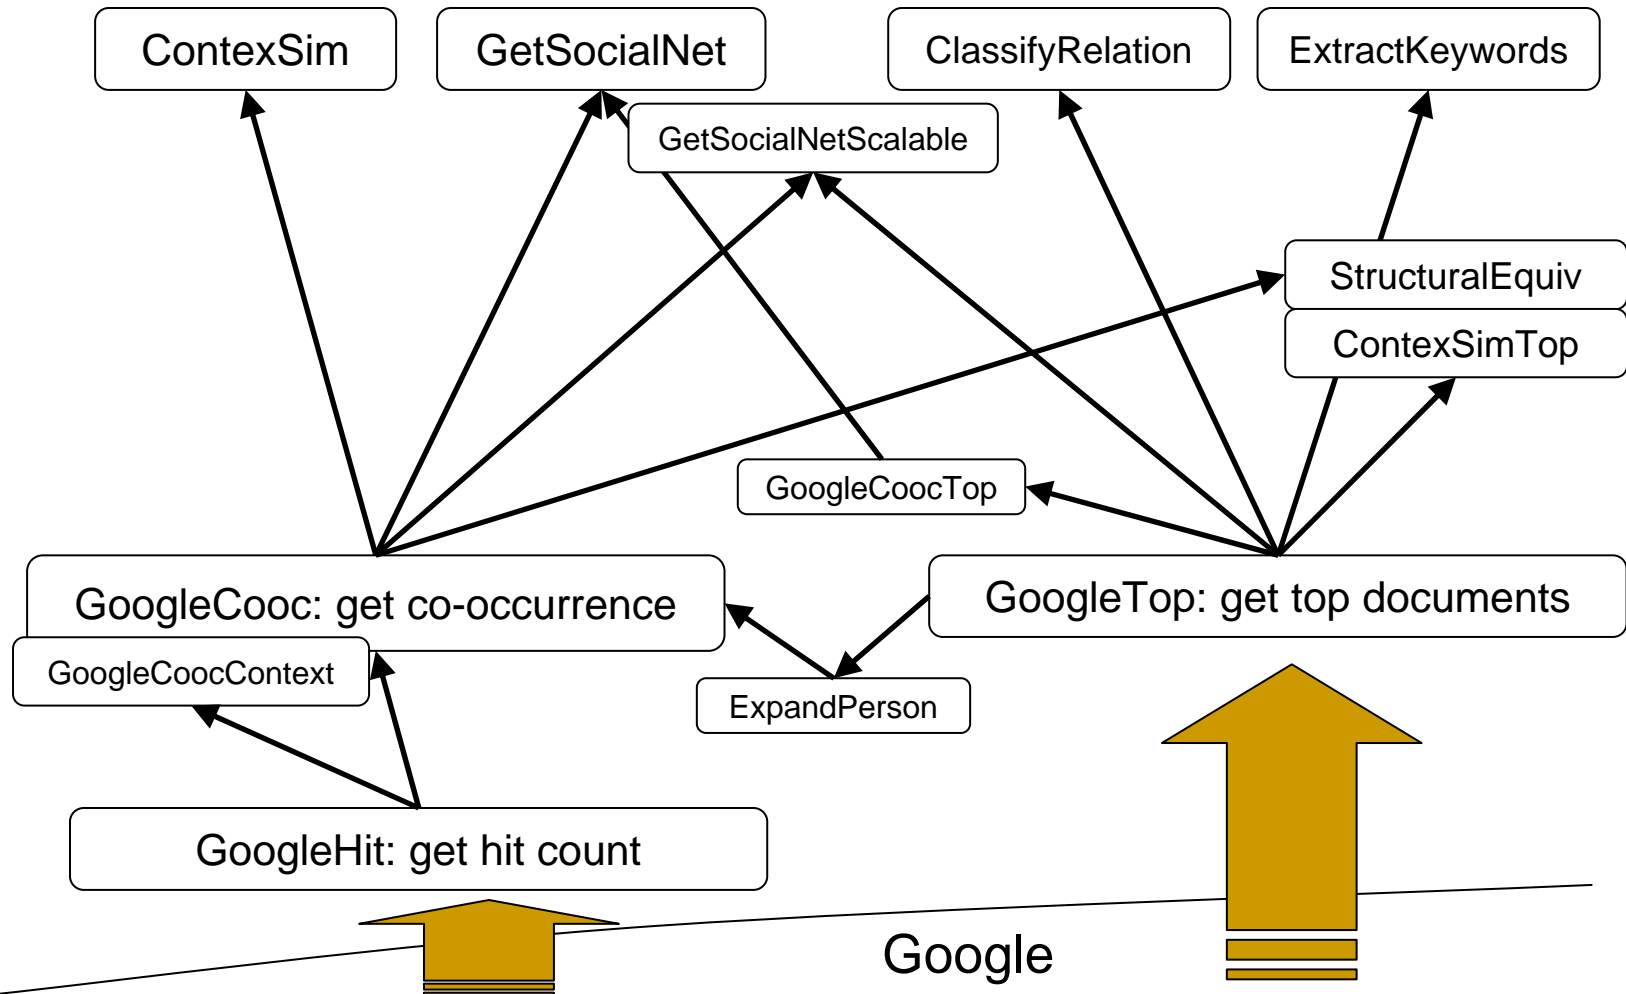 ContexSim
GetSocialNet
ClassifyRelation
ExtractKeywords
GetSocialNetScalable
StructuralEquiv
ContexSimTop
GoogleCoocTop
GoogleCooc: get co-occurrence
GoogleTop: get top documents
GoogleCoocContext
ExpandPerson
GoogleHit: get hit count
Google